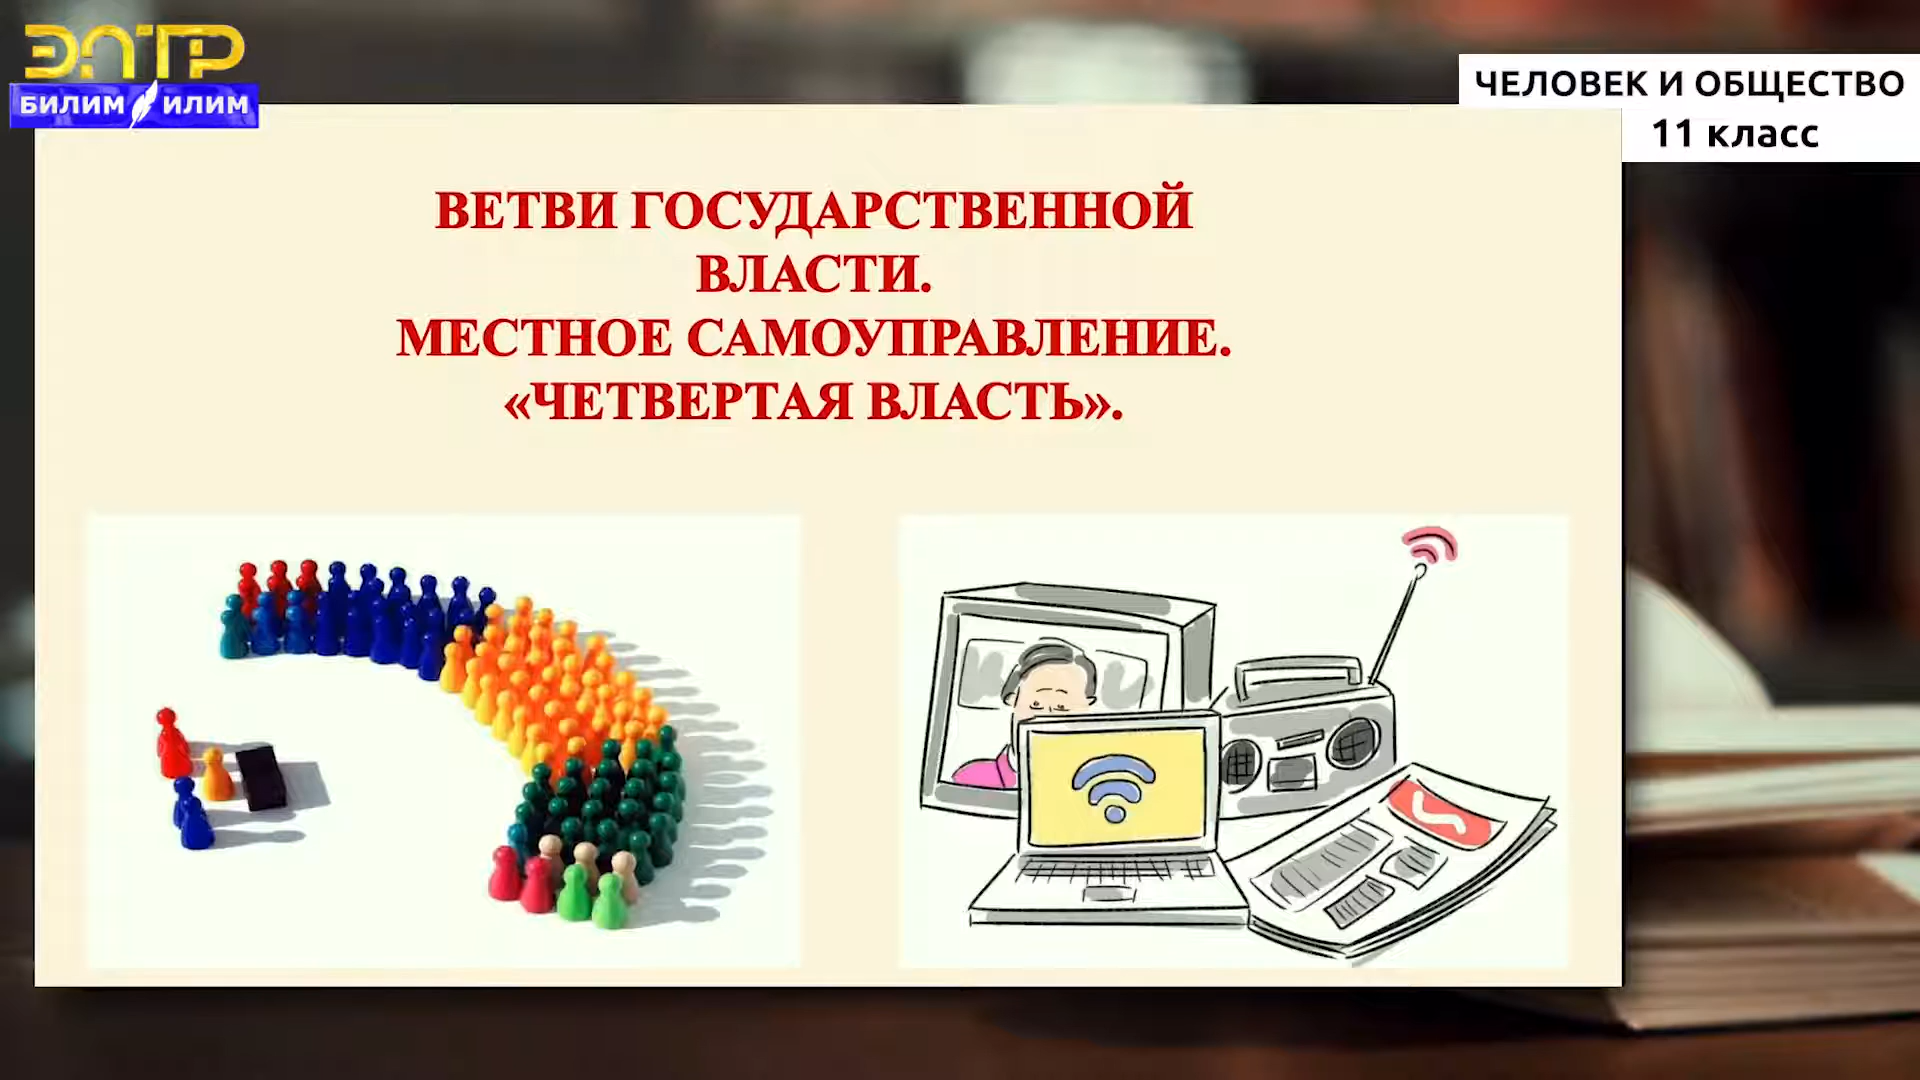 ЭЛТР
БИЛИМ ИЛИМ
ЧЕЛОВЕК И ОБЩЕСТВО
11 класс
ВЕТВИ ГОСУДАРСТВЕННОЙ
ВЛАСТИ.
МЕСТНОЕ САМОУПРАВЛЕНИЕ.
«ЧЕТВЕРТАЯ ВЛАСТЬ».